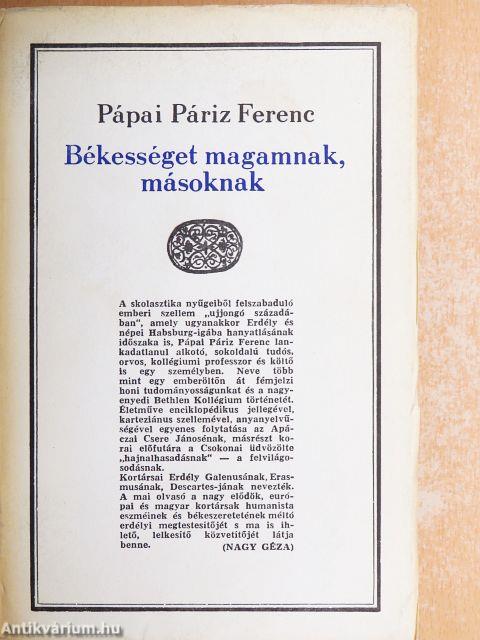 Pápai Páriz Ferenc
Békességet magamnak,
másoknak
A skolasztika nyűgeiből felszabaduló
emberi szellem „ujjongó századá-
ban", amely ugyanakkor Erdély és
népei Habsburg-igába hanyatlásának
időszaka is, Pápai Páriz Ferenc lan-
kadatlanul alkotó, sokoldalú tudós,
orvos, kollégiumi professzor és költő
is egy személyben. Neve több
mint egy emberöltőn át fémjelzi
honi tudományosságunkat és a nagy-
enyedi Bethlen Kollégium történetét.
Életműve enciklopédikus jellegével,
karteziánus szellemével, anyanyelvű-
ségével egyenes folytatása az Apá-
czai Csere Jánosénak, másrészt ko-
rai előfutára a Csokonai üdvözölte
„hajnalhasadásnak" — a felvilágo-
sodásnak.
Kortársai Erdély Galenusának, Eras-
musának, Descartes-jának nevezték.
A mai olvasó a nagy elődök, euró-
pai és magyar kortársak humanista
eszméinek és békeszeretetének méltó
erdélyi megtestesítőjét s ma is ih-
lető, lelkesítő közvetítőjét látja
benne. (NAGY GÉZA)
Antikvárium.hu